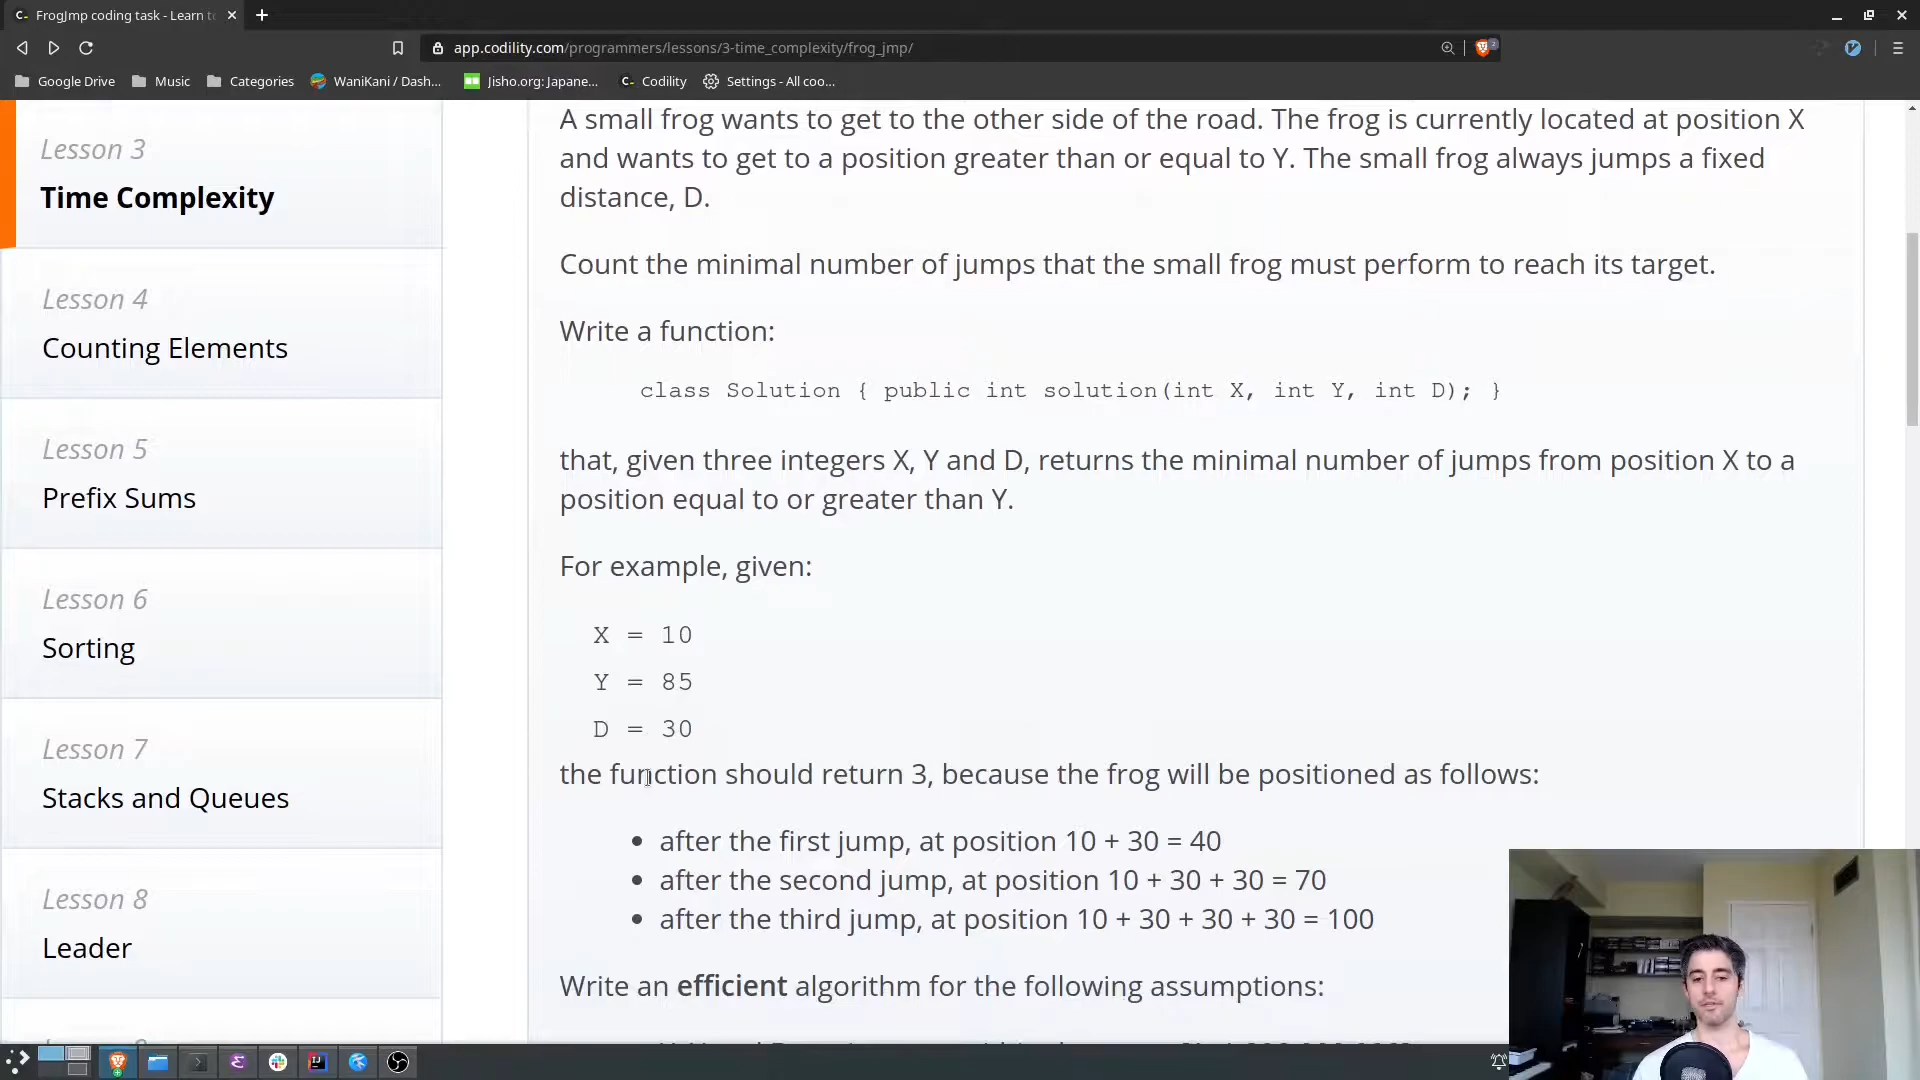 FrogJmp coding task - Learn to
app.codility.com/programmers/lessons/3-time_complexity/frog_jmp/
Google Drive
Music
Categories
WaniKani / Dash...
Jisho.org: Japane...
Codility
Settings - All coo...
Lesson 3
Time Complexity
Lesson 4
Counting Elements
Lesson 5
Prefix Sums
Lesson 6
Sorting
Lesson 7
Stacks and Queues
Lesson 8
Leader
A small frog wants to get to the other side of the road. The frog is currently located at position X
and wants to get to a position greater than or equal to Y. The small frog always jumps a fixed
distance, D.
Count the minimal number of jumps that the small frog must perform to reach its target.
Write a function:
class Solution { public int solution(int X, int Y, int D); }
that, given three integers X, Y and D, returns the minimal number of jumps from position X to a
position equal to or greater than Y.
For example, given:
X = 10
Y = 85
D = 30
the function should return 3, because the frog will be positioned as follows:
• after the first jump, at position 10 + 30 = 40
• after the second jump, at position 10 + 30 + 30 = 70
• after the third jump, at position 10 + 30 + 30 + 30 = 100
Write an efficient algorithm for the following assumptions: